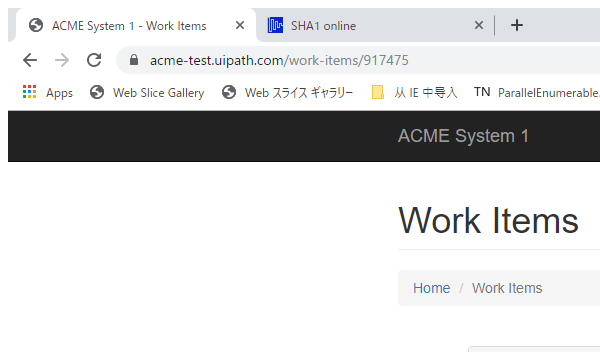 ACME System 1 - Work Items
SHA1 online
acme-test.uipath.com/work-items/917475
Apps
Web Slice Gallery
Web スライス ギャラリー
从 IE 中导入
TN ParallelEnumerable.
ACME System 1
Work Items
Home / Work Items